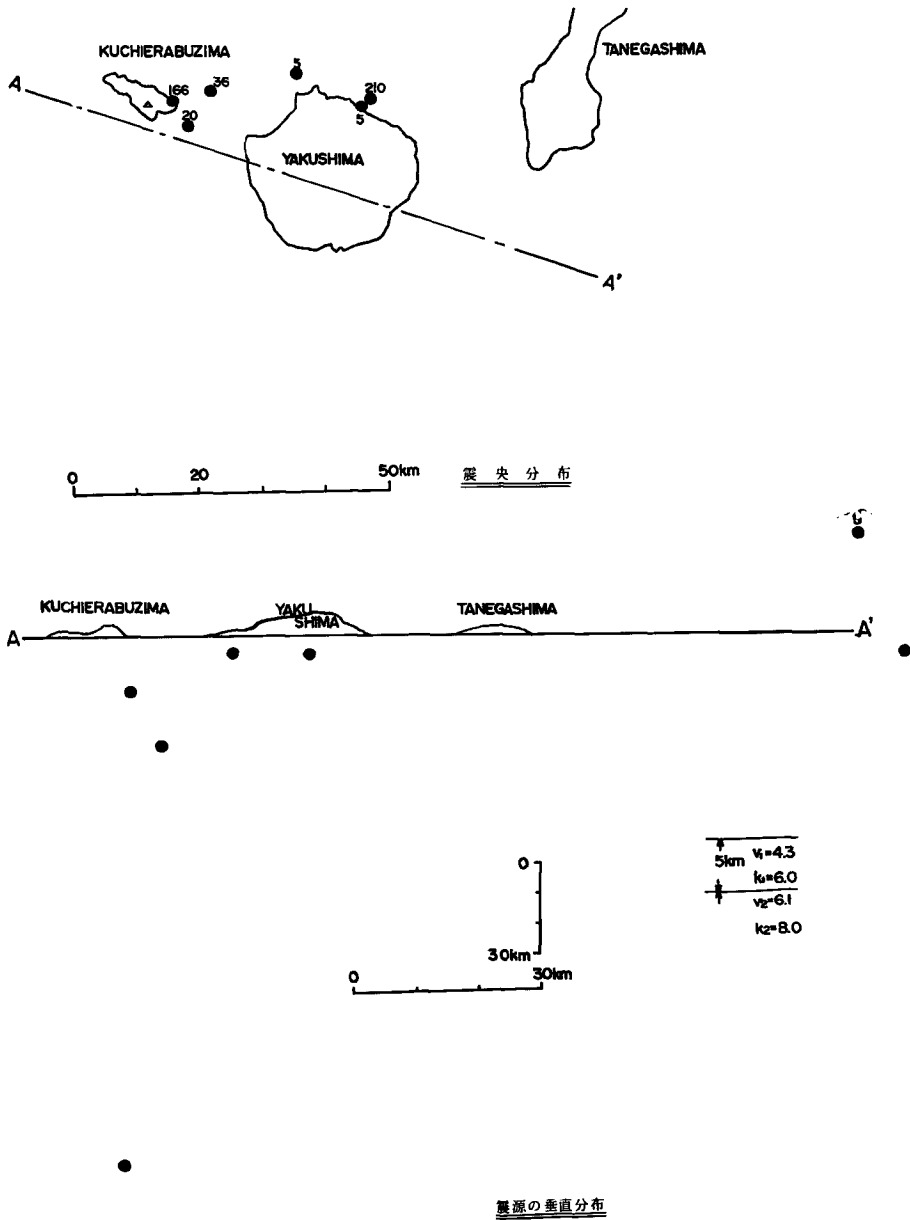 KUCHIERABUZIMA
TANEGASHIMA
A
166
36
20
5
210
5
YAKUSHIMA
A'
0 20 50km
震央分布
KUCHIERABUZIMA
YAKU
SHIMA
TANEGASHIMA
A
A'
0
30km
0 30km
5km
v₁=4.3
k₁=6.0
v₂=6.1
k₂=8.0
震源の垂直分布